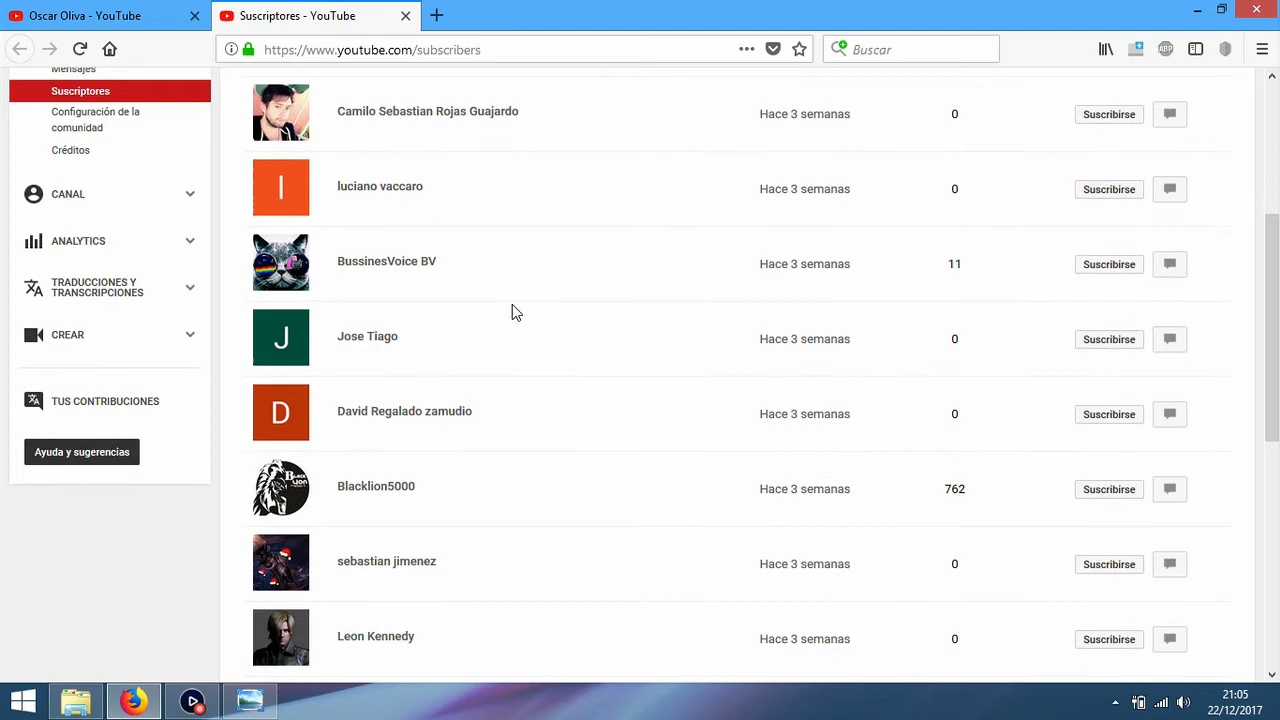 Oscar Oliva - YouTube
Suscriptores - YouTube
https://www.youtube.com/subscribers
Buscar
ABP
Mensajes
Suscriptores
Configuración de la
comunidad
Créditos
CANAL
ANALYTICS
TRADUCCIONES Y
TRANSCRIPCIONES
CREAR
TUS CONTRIBUCIONES
Ayuda y sugerencias
Camilo Sebastian Rojas Guajardo Hace 3 semanas 0 Suscribirse
l
luciano vaccaro Hace 3 semanas 0 Suscribirse
BussinesVoice BV Hace 3 semanas 11 Suscribirse
J
Jose Tiago Hace 3 semanas 0 Suscribirse
D
David Regalado zamudio Hace 3 semanas 0 Suscribirse
BLACK
LION
Blacklion5000 Hace 3 semanas 762 Suscribirse
sebastian jimenez Hace 3 semanas 0 Suscribirse
Leon Kennedy Hace 3 semanas 0 Suscribirse
21:05
22/12/2017